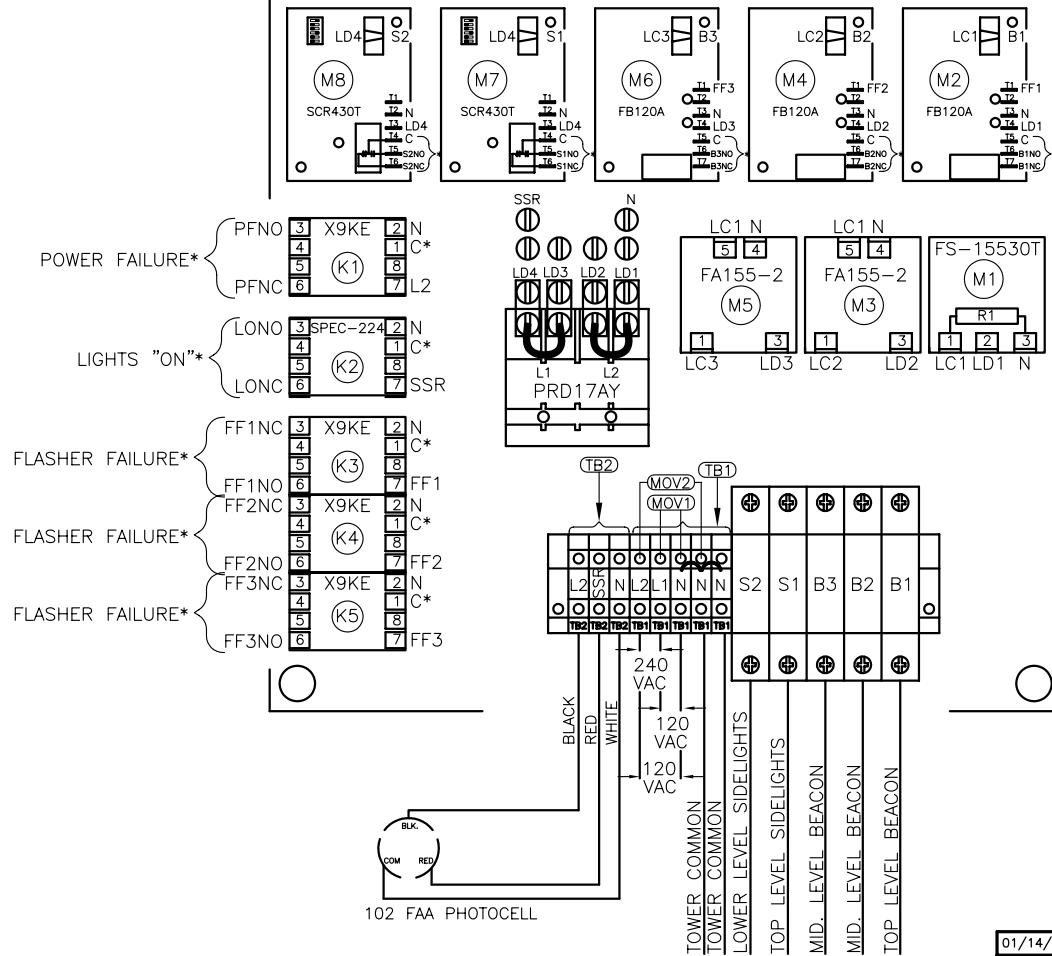 LD4 S2
M8
SCR430T
T1
T2 N
T3 LD4
T4 C
T5 S2NO *
T6 S2NC
LD4 S1
M7
SCR430T
T1
T2 N
T3 LD4
T4 C
T5 S1NO *
T6 S1NC
LC3 B3
M6
FB120A
T1 FF3
T2
T3 N
T4 LD3
T5 C
T6 *
T7 B3NC
LC2 B2
M4
FB120A
T1 FF2
T2
T3 N
T4 LD2
T5 C
T6 B2NO *
T7 B2NC
LC1 B1
M2
FB120A
T1 FF1
T2
T3 N
T4 LD1
T5 C
T6 B1NO
T7 B1NC
POWER FAILURE*
PFNO 3 X9KE 2 N
4 1 C*
5 K1 8
PFNC 6 7 L2
LIGHTS "ON"*
LONO 3 SPEC-224 2 N
4 1 C*
5 K2 8
LONC 6 7 SSR
FLASHER FAILURE*
FF1NC 3 X9KE 2 N
4 1 C*
5 K3 8
FF1NO 6 7 FF1
FLASHER FAILURE*
FF2NC 3 X9KE 2 N
4 1 C*
5 K4 8
FF2NO 6 7 FF2
FLASHER FAILURE*
FF3NC 3 X9KE 2 N
4 1 C*
5 K5 8
FF3NO 6 7 FF3
SSR N
LD4 LD3 LD2 LD1
L1 L2
PRD17AY
LC1 N
5 4
FA155-2
M5
1 3
LC3 LD3
LC1 N
5 4
FA155-2
M3
1 3
LC2 LD2
FS-15530T
M1
R1
1 2 3
LC1 LD1 N
TB2
MOV2
MOV1
TB1
L2 SSR N L2 L1 N N N S2 S1 B3 B2 B1
TB2 TB2 TB2 TB1 TB1 TB1 TB1 TB1
240
VAC
120
VAC
120
VAC
BLACK
RED
WHITE
TOWER COMMON
TOWER COMMON
LOWER LEVEL SIDELIGHTS
TOP LEVEL SIDELIGHTS
MID. LEVEL BEACON
MID. LEVEL BEACON
TOP LEVEL BEACON
BLK.
COM RED
102 FAA PHOTOCELL
01/14/